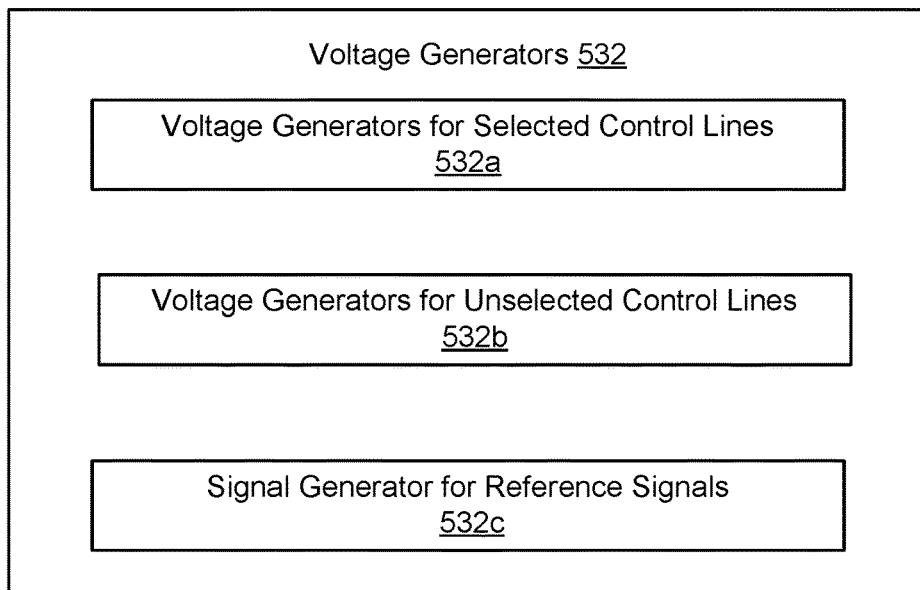 Voltage Generators 532
Voltage Generators for Selected Control Lines
532a
Voltage Generators for Unselected Control Lines
532b
Signal Generator for Reference Signals
532c